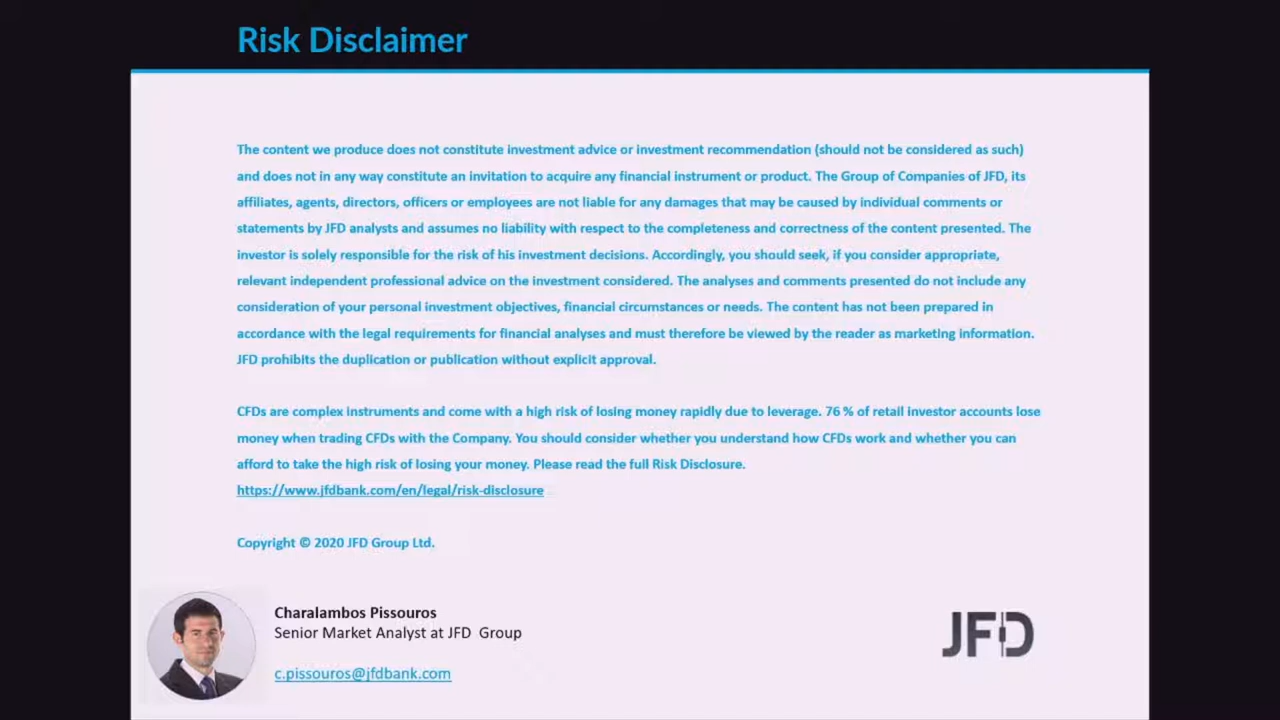 Risk Disclaimer
The content we produce does not constitute investment advice or investment recommendation (should not be considered as such)
and does not in any way constitute an invitation to acquire any financial instrument or product. The Group of Companies of JFD, its
affiliates, agents, directors, officers or employees are not liable for any damages that may be caused by individual comments or
statements by JFD analysts and assumes no liability with respect to the completeness and correctness of the content presented. The
investor is solely responsible for the risk of his investment decisions. Accordingly, you should seek, if you consider appropriate,
relevant independent professional advice on the investment considered. The analyses and comments presented do not include any
consideration of your personal investment objectives, financial circumstances or needs. The content has not been prepared in
accordance with the legal requirements for financial analyses and must therefore be viewed by the reader as marketing information.
JFD prohibits the duplication or publication without explicit approval.
CFDs are complex instruments and come with a high risk of losing money rapidly due to leverage. 76 % of retail investor accounts lose
money when trading CFDs with the Company. You should consider whether you understand how CFDs work and whether you can
afford to take the high risk of losing your money. Please read the full Risk Disclosure.
https://www.jfdbank.com/en/legal/risk-disclosure
Copyright © 2020 JFD Group Ltd.
Charalambos Pissouros
Senior Market Analyst at JFD Group
c.pissouros@jfdbank.com
JFD